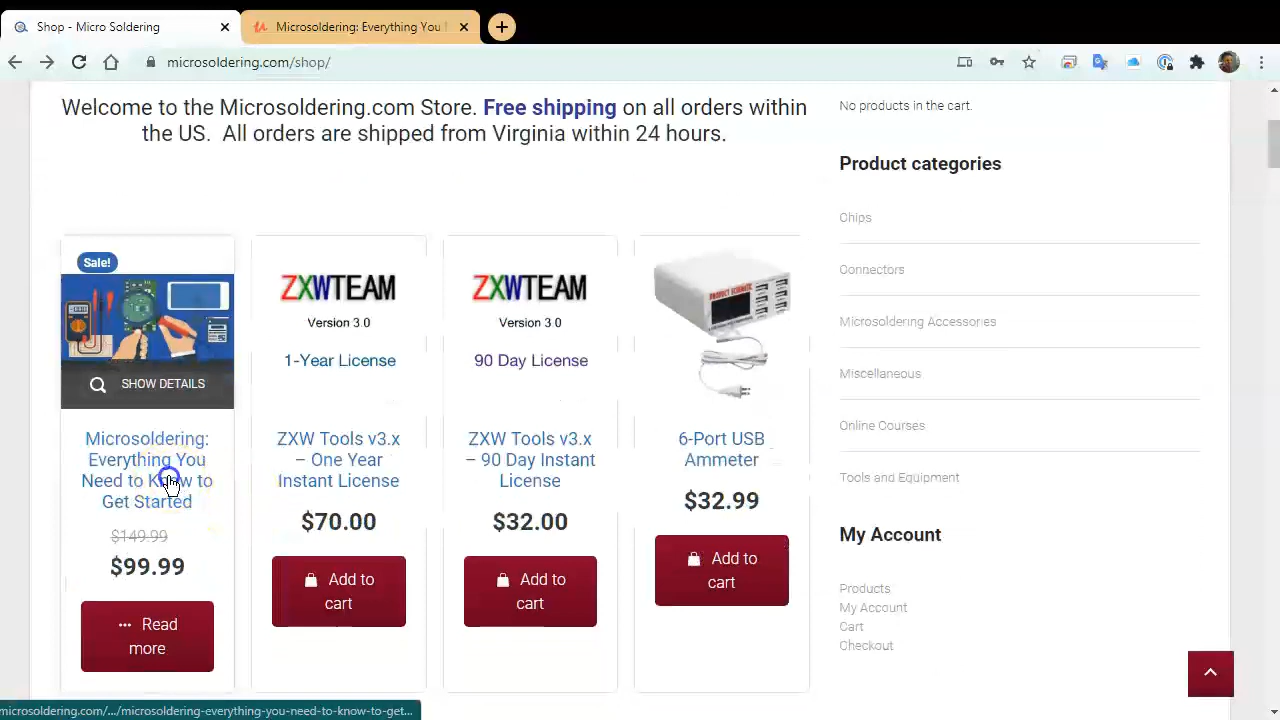 Shop - Micro Soldering
Microsoldering: Everything You
microsoldering.com/shop/
Welcome to the Microsoldering.com Store. Free shipping on all orders within
the US. All orders are shipped from Virginia within 24 hours.
No products in the cart.
Product categories
Chips
Connectors
Microsoldering Accessories
Miscellaneous
Online Courses
Tools and Equipment
My Account
Products
My Account
Cart
Checkout
Sale!
SHOW DETAILS
Microsoldering:
Everything You
Need to Know to
Get Started
$149.99
$99.99
Read
more
ZXWTEAM
Version 3.0
1-Year License
ZXW Tools v3.x
– One Year
Instant License
$70.00
Add to
cart
ZXWTEAM
Version 3.0
90 Day License
ZXW Tools v3.x
– 90 Day Instant
License
$32.00
Add to
cart
6-Port USB
Ammeter
$32.99
Add to
cart
microsoldering.com/.../microsoldering-everything-you-need-to-know-to-get...